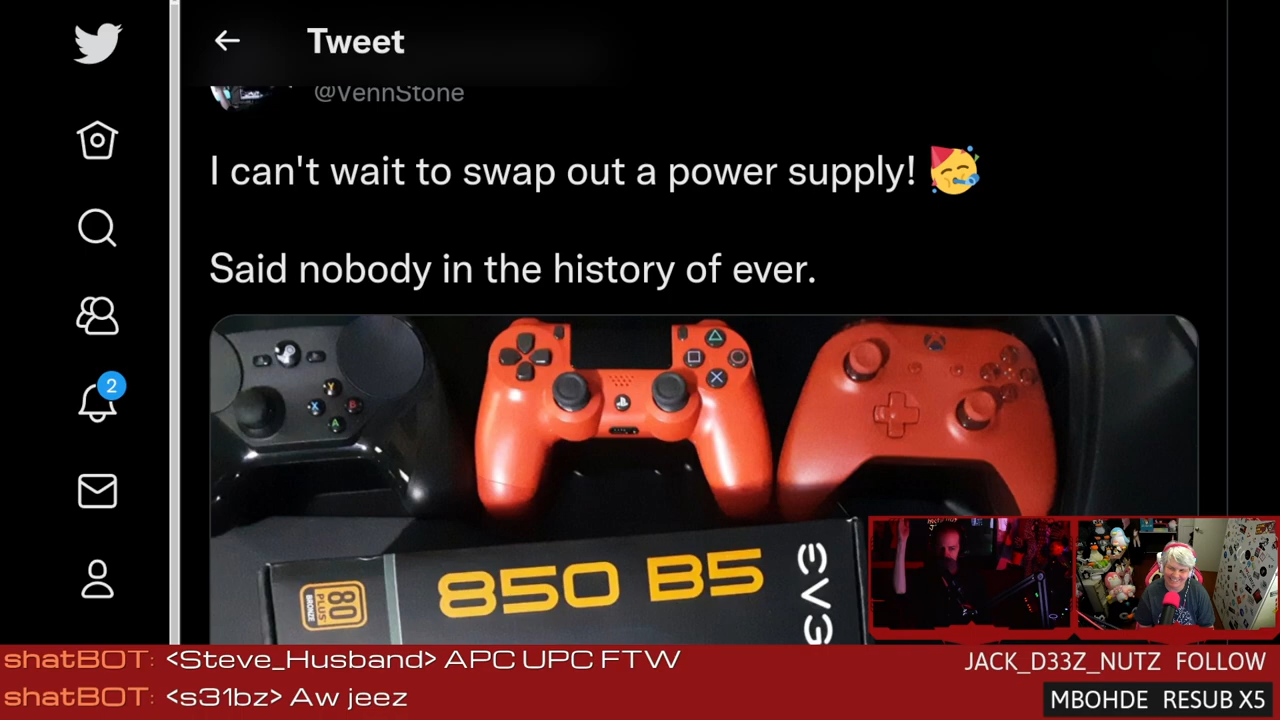 Tweet
@VennStone
I can't wait to swap out a power supply! 🥳
Said nobody in the history of ever.
2
Y
X
B
A
80
PLUS
BRONZE
850 B5
EVG
shatBOT: <Steve_Husband> APC UPC FTW
shatBOT: <s31bz> Aw jeez
JACK_D33Z_NUTZ FOLLOW
MBOHDE RESUB X5